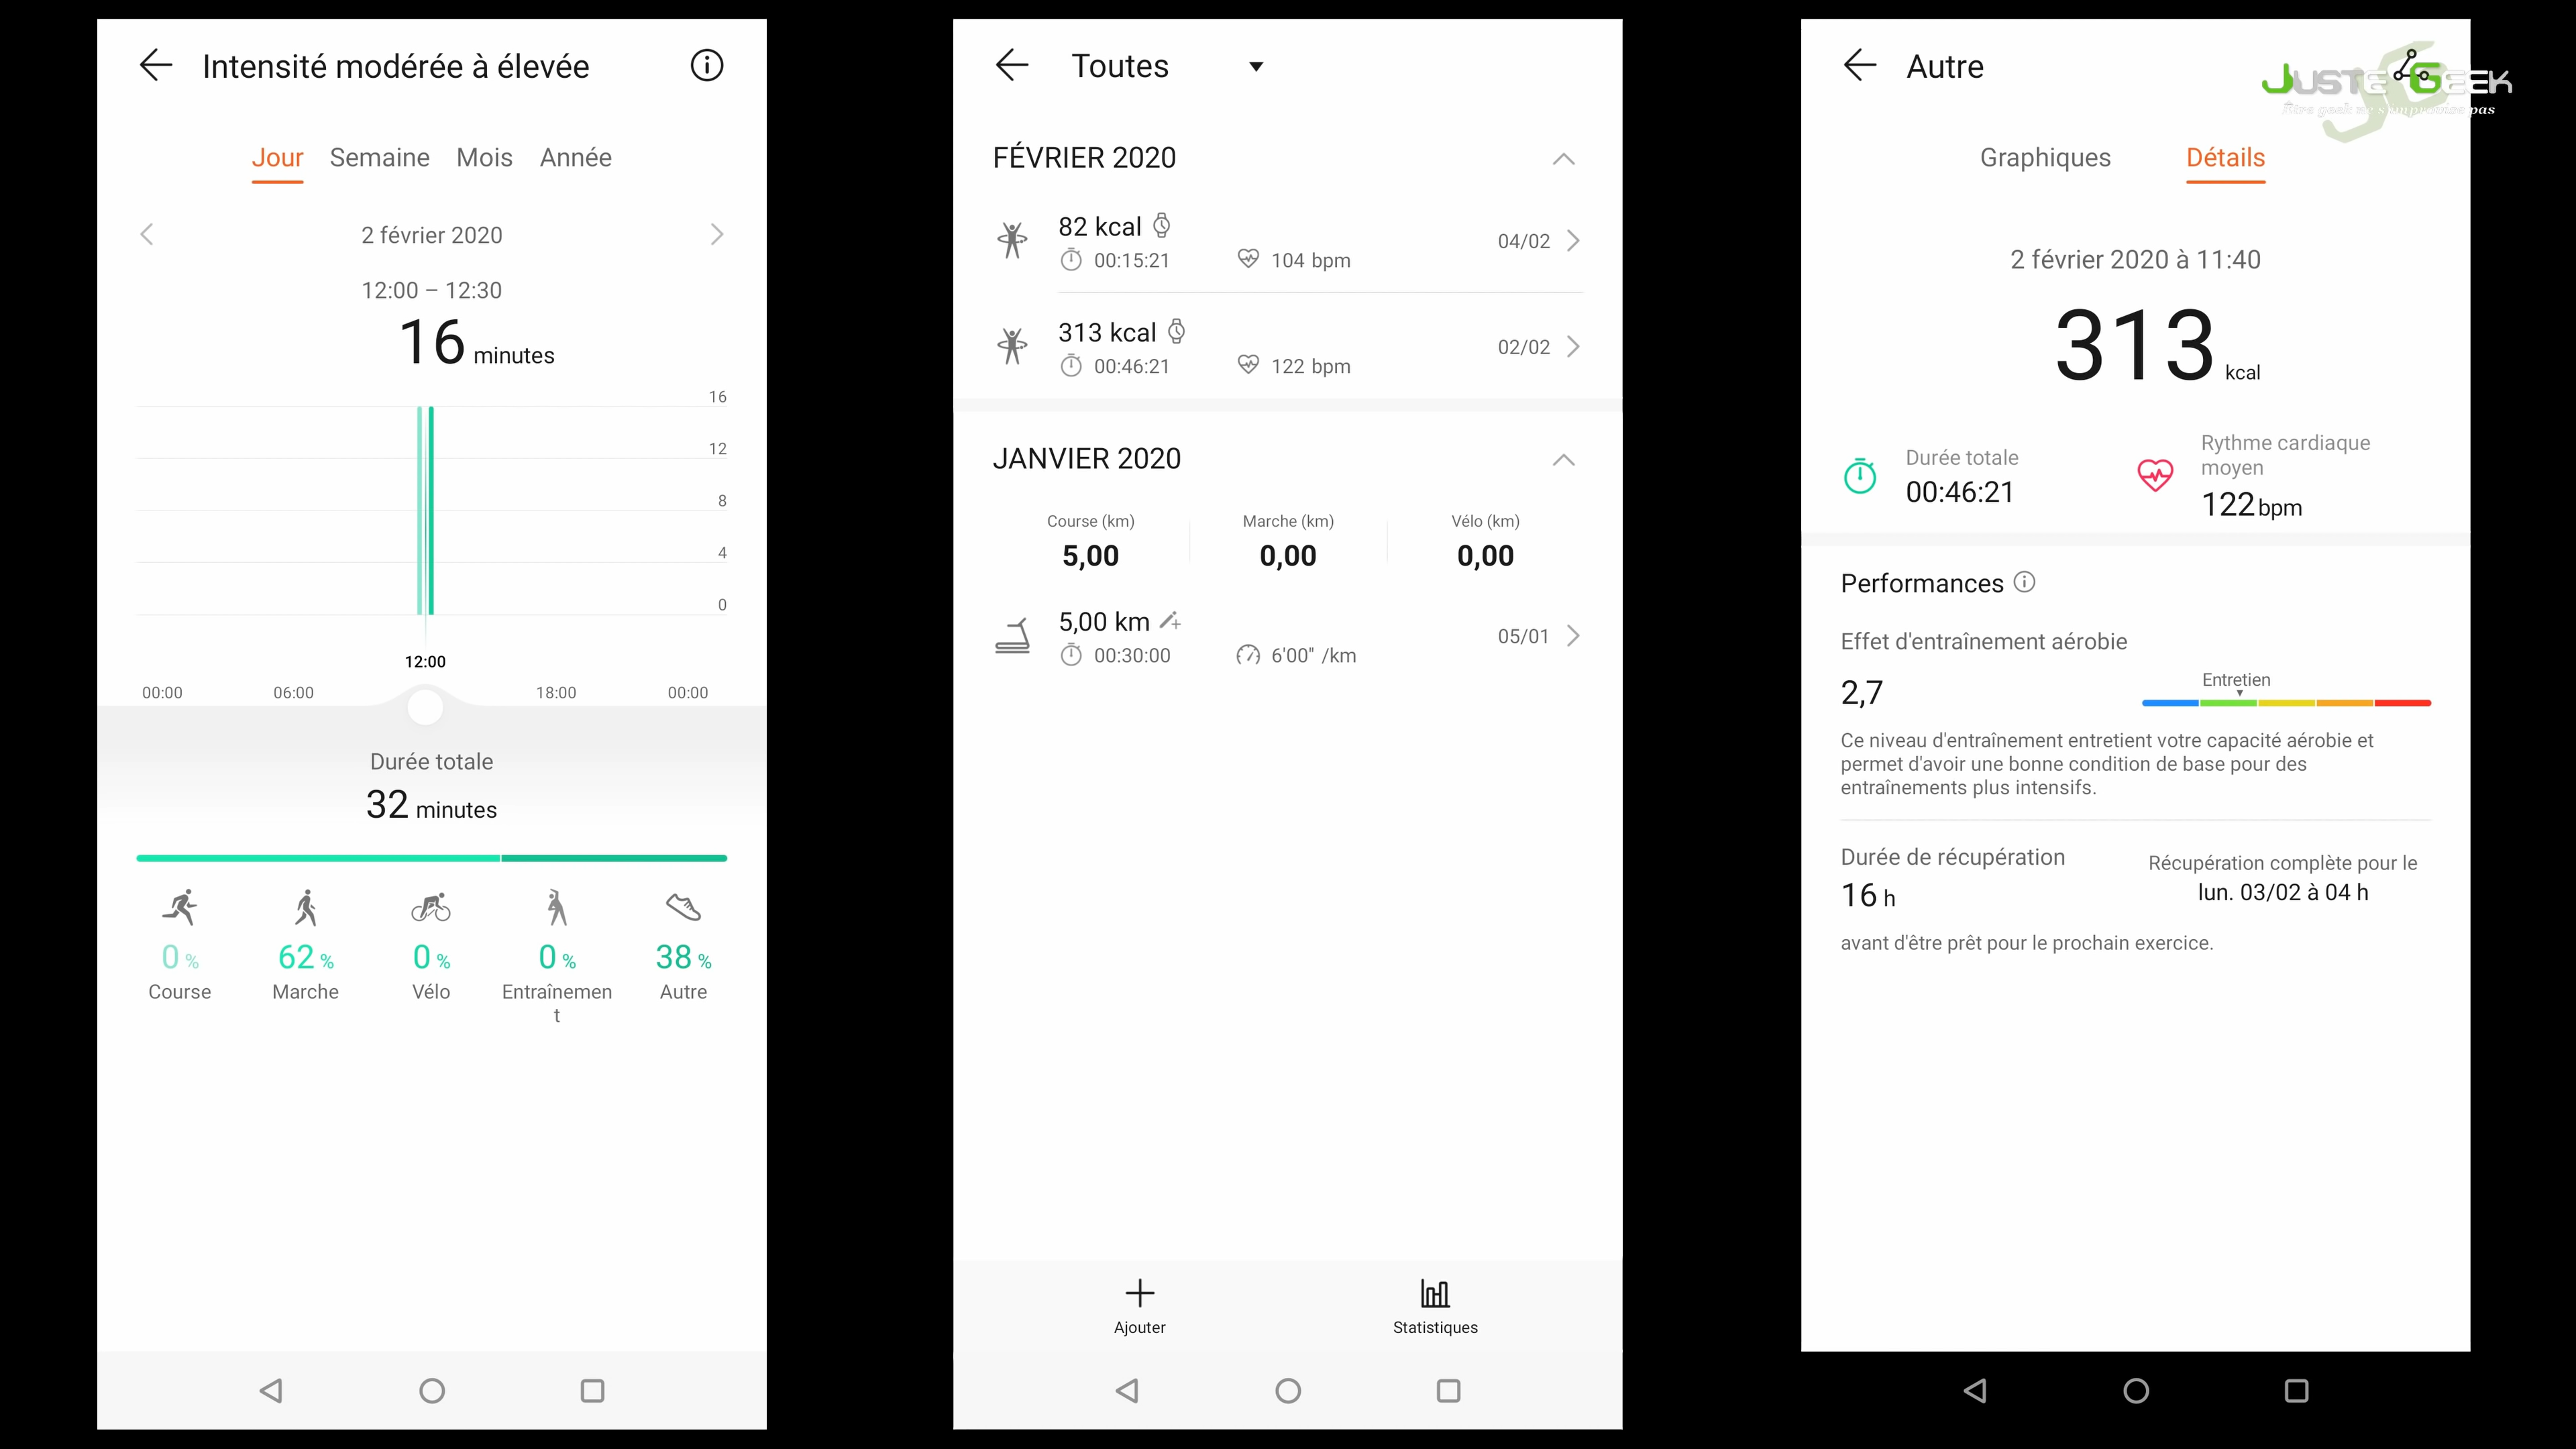 Intensité modérée à élevée
Jour Semaine Mois Année
2 février 2020
12:00 – 12:30
16 minutes
16
12
8
4
0
12:00
00:00 06:00 18:00 00:00
Durée totale
32 minutes
0 % 62 % 0 % 0 % 38 %
Course Marche Vélo Entraînemen Autre
t
Toutes
FÉVRIER 2020
82 kcal
00:15:21 104 bpm 04/02
313 kcal
00:46:21 122 bpm 02/02
JANVIER 2020
Course (km) Marche (km) Vélo (km)
5,00 0,00 0,00
5,00 km
00:30:00 6'00" /km 05/01
Ajouter Statistiques
Autre
JUSTE GEEK
Être geek ne s'improvise pas
Graphiques Détails
2 février 2020 à 11:40
313 kcal
Durée totale
00:46:21
Rythme cardiaque
moyen
122 bpm
Performances
Effet d'entraînement aérobie
2,7
Entretien
Ce niveau d'entraînement entretient votre capacité aérobie et
permet d'avoir une bonne condition de base pour des
entraînements plus intensifs.
Durée de récupération
16 h
Récupération complète pour le
lun. 03/02 à 04 h
avant d'être prêt pour le prochain exercice.